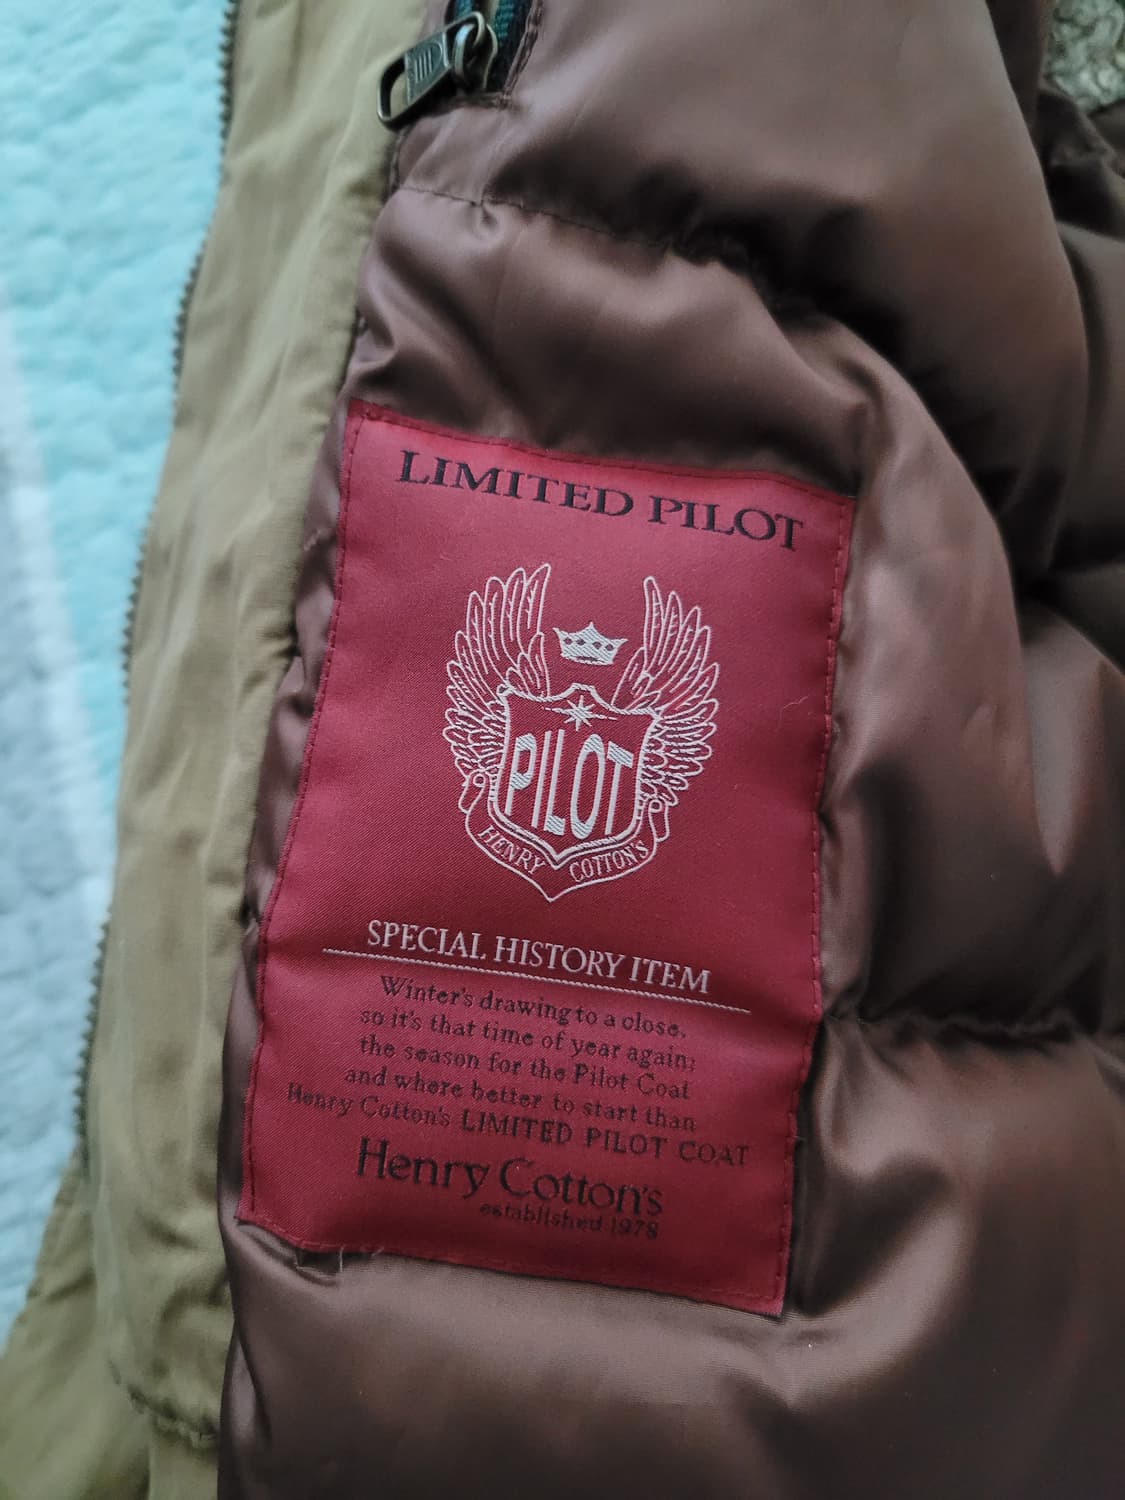 LIMITED PILOT
PILOT
HENRY COTTON'S
SPECIAL HISTORY ITEM
Winter's drawing to a close,
so it's that time of year again;
the season for the Pilot Coat
and where better to start than
Henry Cotton's LIMITED PILOT COAT
Henry Cotton's
established 1978